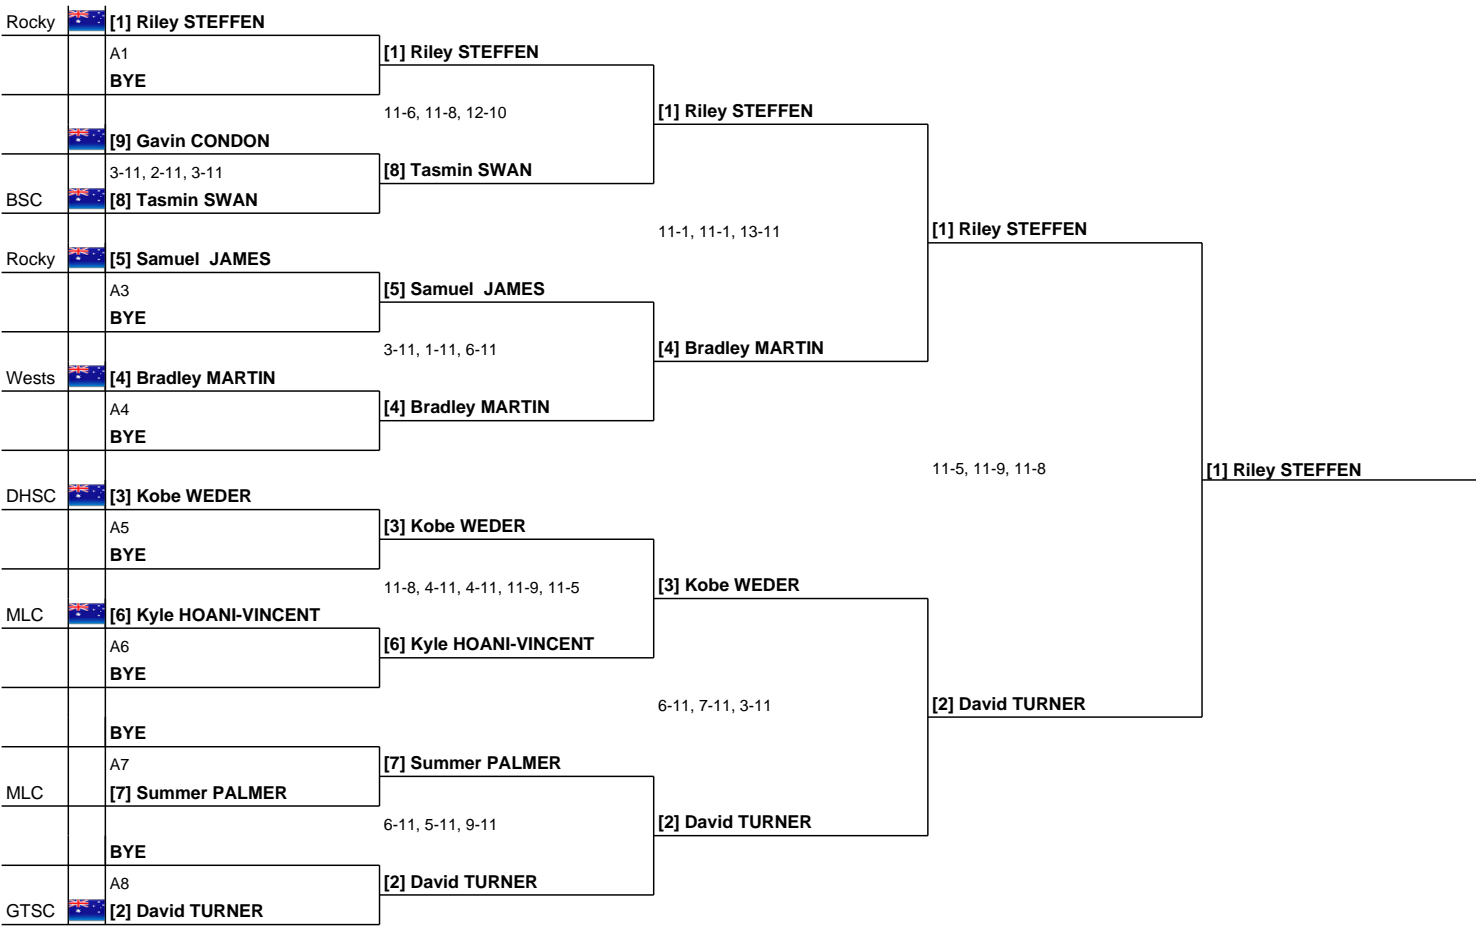 Rocky [1] Riley STEFFEN
A1
[1] Riley STEFFEN
BYE
11-6, 11-8, 12-10
[1] Riley STEFFEN
[9] Gavin CONDON
3-11, 2-11, 3-11
[8] Tasmin SWAN
BSC [8] Tasmin SWAN
11-1, 11-1, 13-11
[1] Riley STEFFEN
Rocky [5] Samuel JAMES
A3
[5] Samuel JAMES
BYE
3-11, 1-11, 6-11
[4] Bradley MARTIN
Wests [4] Bradley MARTIN
A4
[4] Bradley MARTIN
BYE
11-5, 11-9, 11-8
[1] Riley STEFFEN
DHSC [3] Kobe WEDER
A5
[3] Kobe WEDER
BYE
11-8, 4-11, 4-11, 11-9, 11-5
[3] Kobe WEDER
MLC [6] Kyle HOANI-VINCENT
A6
[6] Kyle HOANI-VINCENT
BYE
6-11, 7-11, 3-11
[2] David TURNER
BYE
A7
[7] Summer PALMER
MLC [7] Summer PALMER
6-11, 5-11, 9-11
[2] David TURNER
BYE
A8
[2] David TURNER
GTSC [2] David TURNER